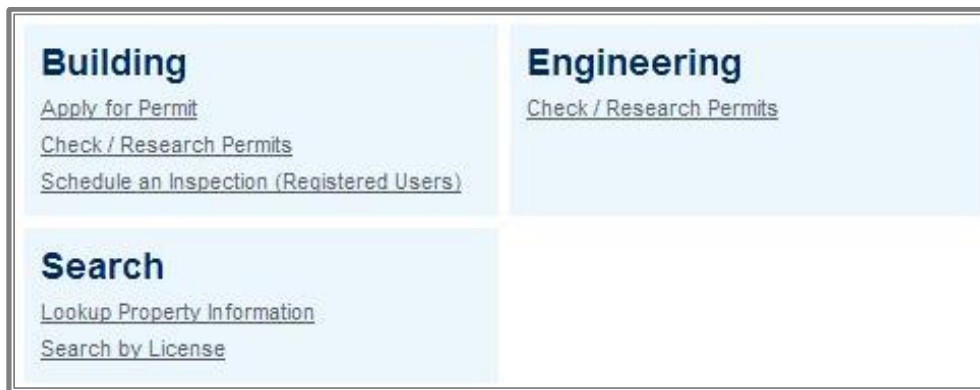 Building
Apply for Permit
Check / Research Permits
Schedule an Inspection (Registered Users)
Engineering
Check / Research Permits
Search
Lookup Property Information
Search by License